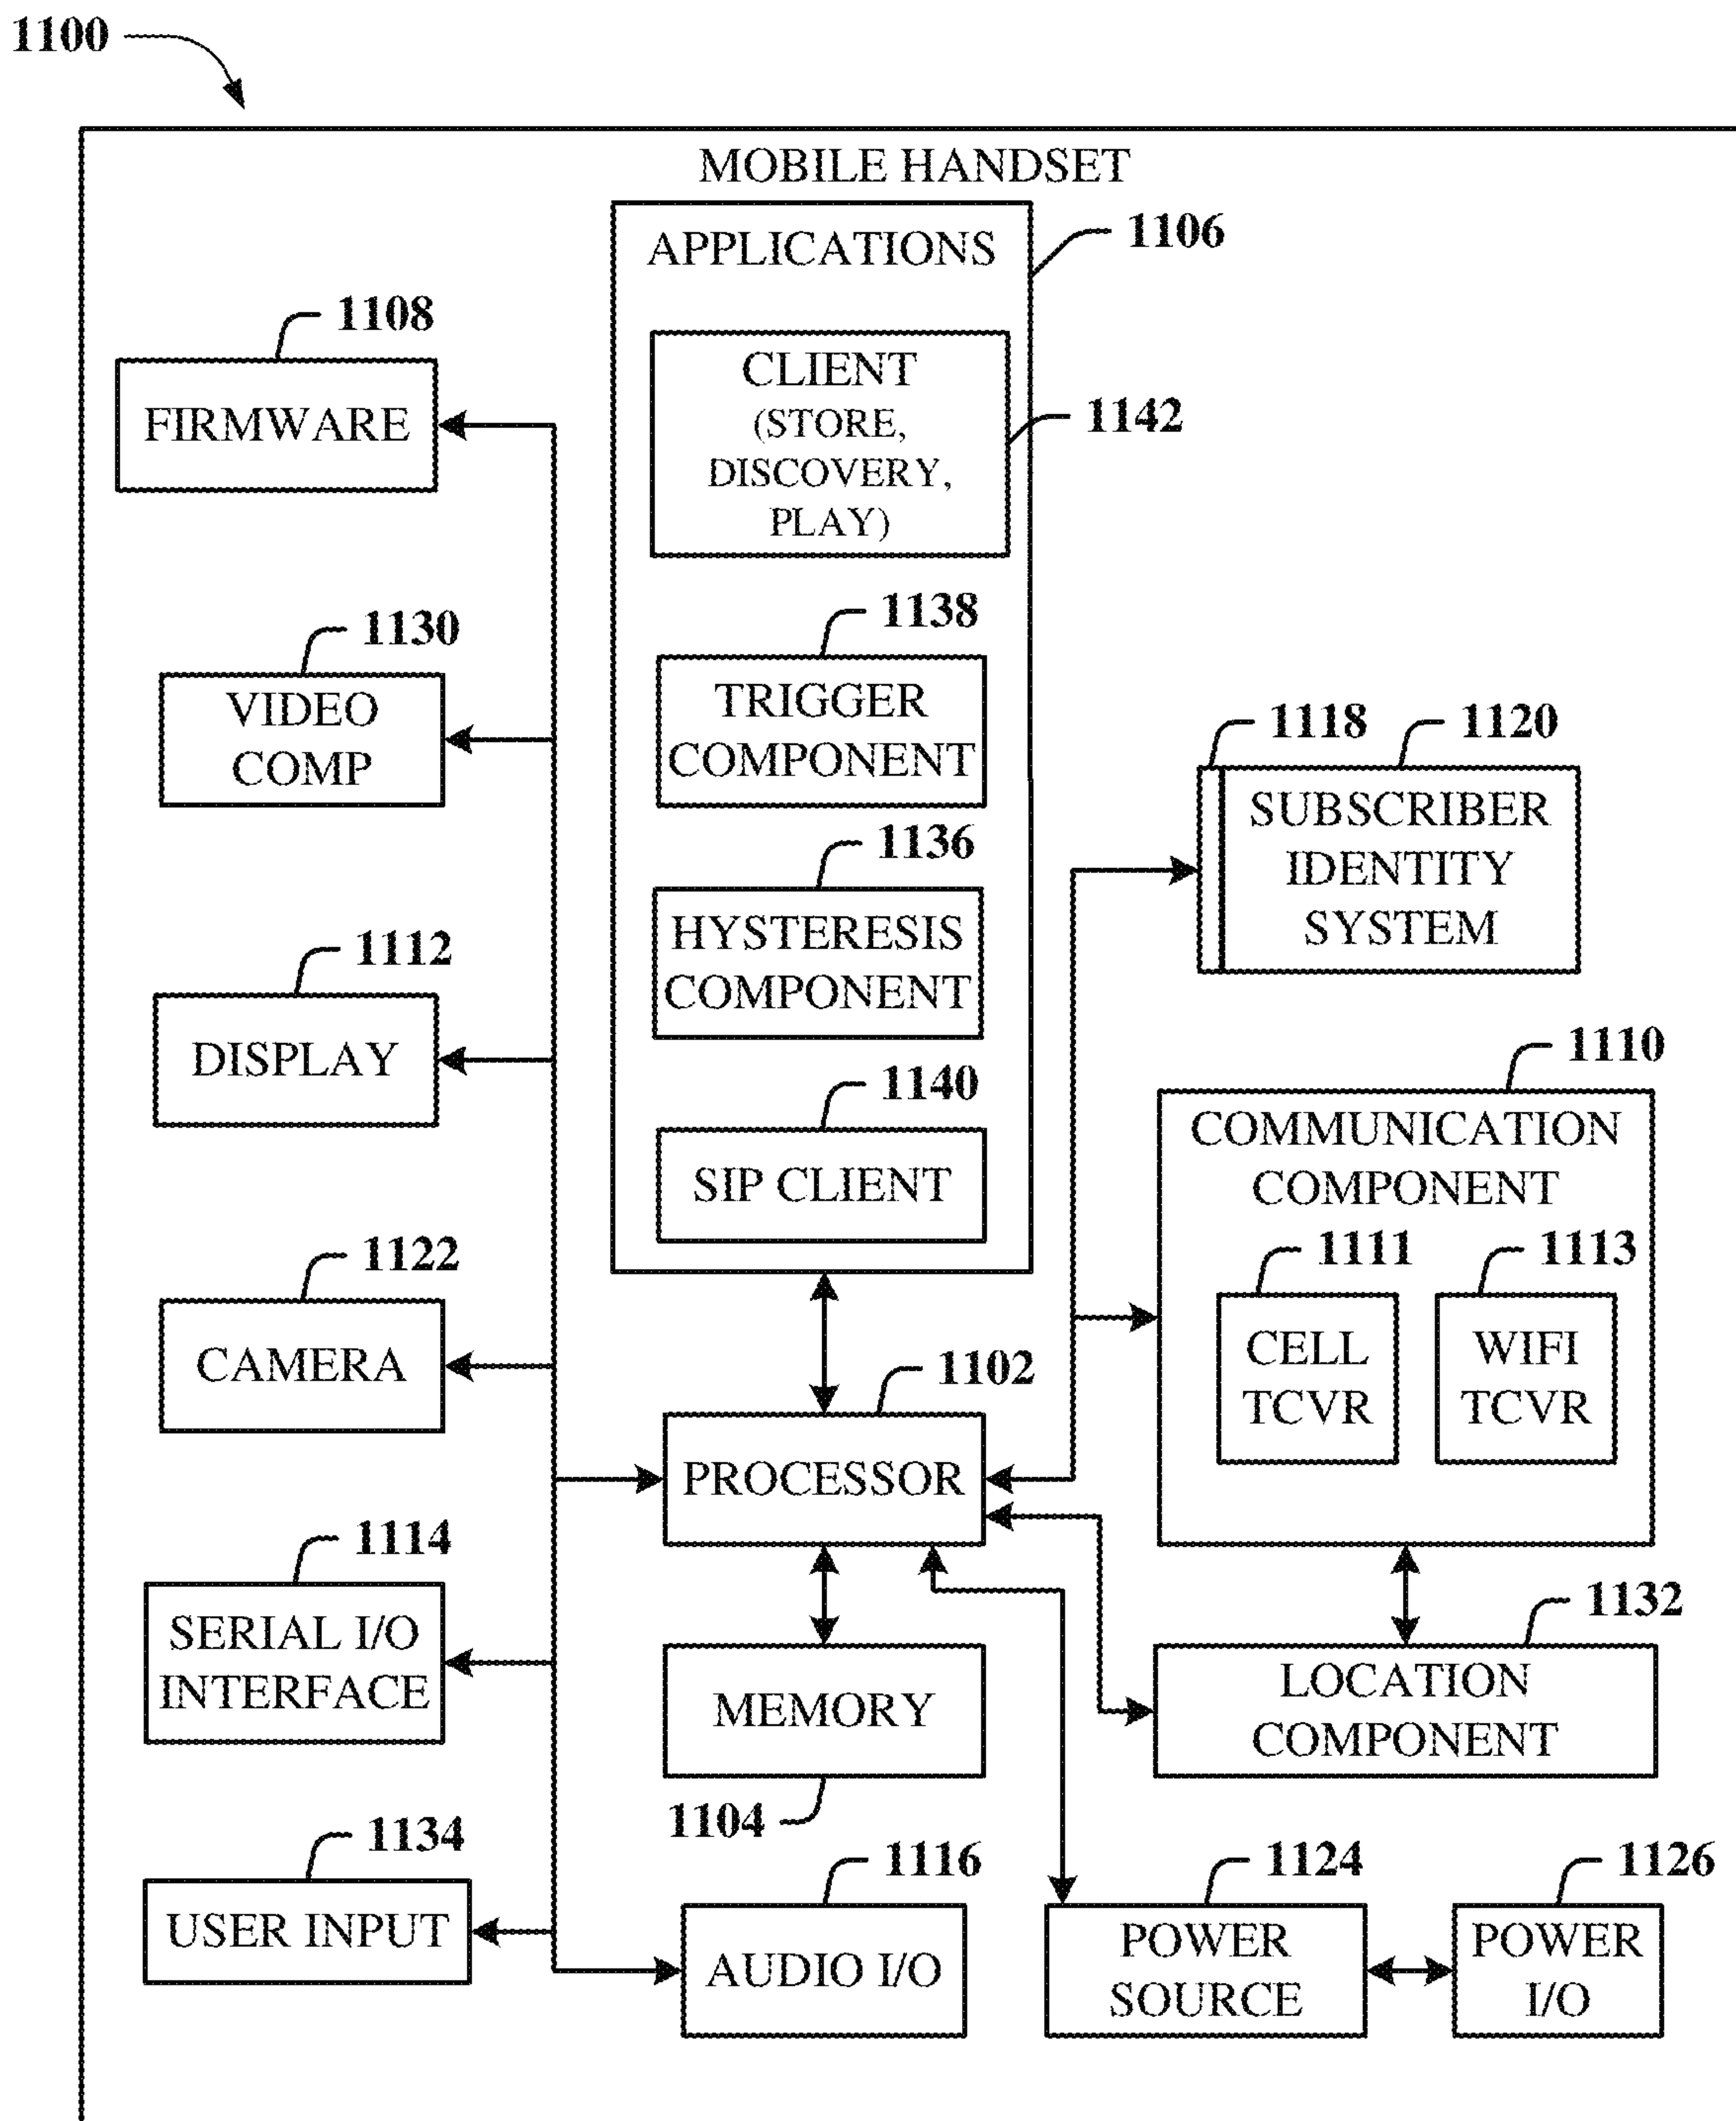 1100
MOBILE HANDSET
APPLICATIONS
1106
CLIENT
(STORE,
DISCOVERY,
PLAY)
1142
1138
TRIGGER
COMPONENT
1136
HYSTERESIS
COMPONENT
1140
SIP CLIENT
1108
FIRMWARE
1130
VIDEO
COMP
1112
DISPLAY
1122
CAMERA
1114
SERIAL I/O
INTERFACE
1134
USER INPUT
1102
PROCESSOR
MEMORY
1104
1116
AUDIO I/O
1118
1120
SUBSCRIBER
IDENTITY
SYSTEM
1110
COMMUNICATION
COMPONENT
1111
CELL
TCVR
1113
WIFI
TCVR
1132
LOCATION
COMPONENT
1124
POWER
SOURCE
1126
POWER
I/O